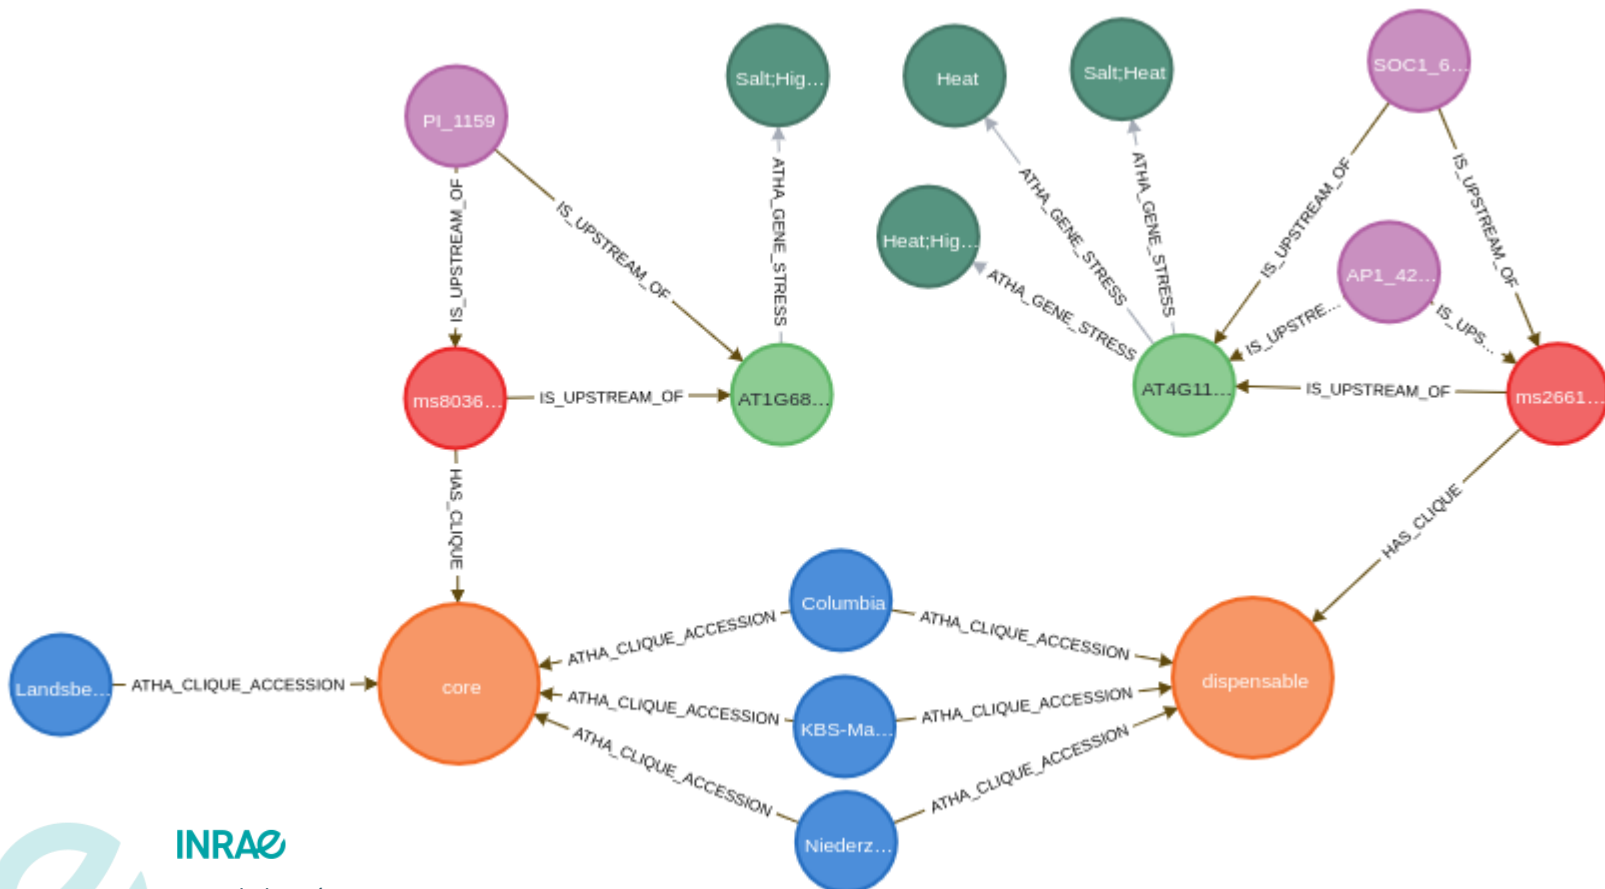 SOC1_6...
Salt;Hig...
Heat
Salt;Heat
PI_1159
ATHA_GENE_STRESS
ATHA_GENE_STRESS
ATHA_GENE_STRESS
IS_UPSTREAM_OF
IS_UPSTREAM_OF
IS_UPSTREAM_OF
IS_UPSTREAM_OF
Heat;Hig...
ATHA_GENE_STRESS
AP1_42...
IS_UPSTRE...
IS_UPS...
ms8036...
IS_UPSTREAM_OF
AT1G68...
AT4G11...
IS_UPSTREAM_OF
ms2661...
HAS_CLIQUE
HAS_CLIQUE
Columbia
ATHA_CLIQUE_ACCESSION
ATHA_CLIQUE_ACCESSION
Landsbe...
ATHA_CLIQUE_ACCESSION
core
dispensable
ATHA_CLIQUE_ACCESSION
KBS-Ma...
ATHA_CLIQUE_ACCESSION
ATHA_CLIQUE_ACCESSION
Niederz...
ATHA_CLIQUE_ACCESSION
INRAE